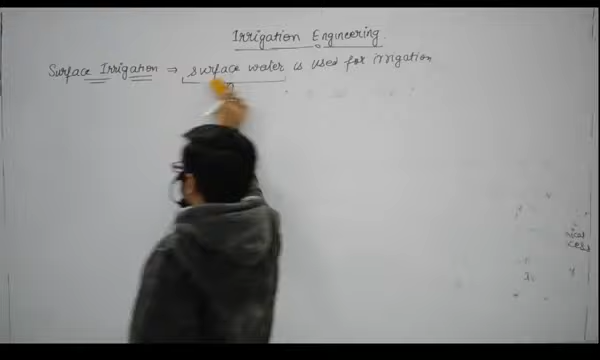 Irrigation Engineering.
Surface Irrigation ⇒ surface water is used for irrigation